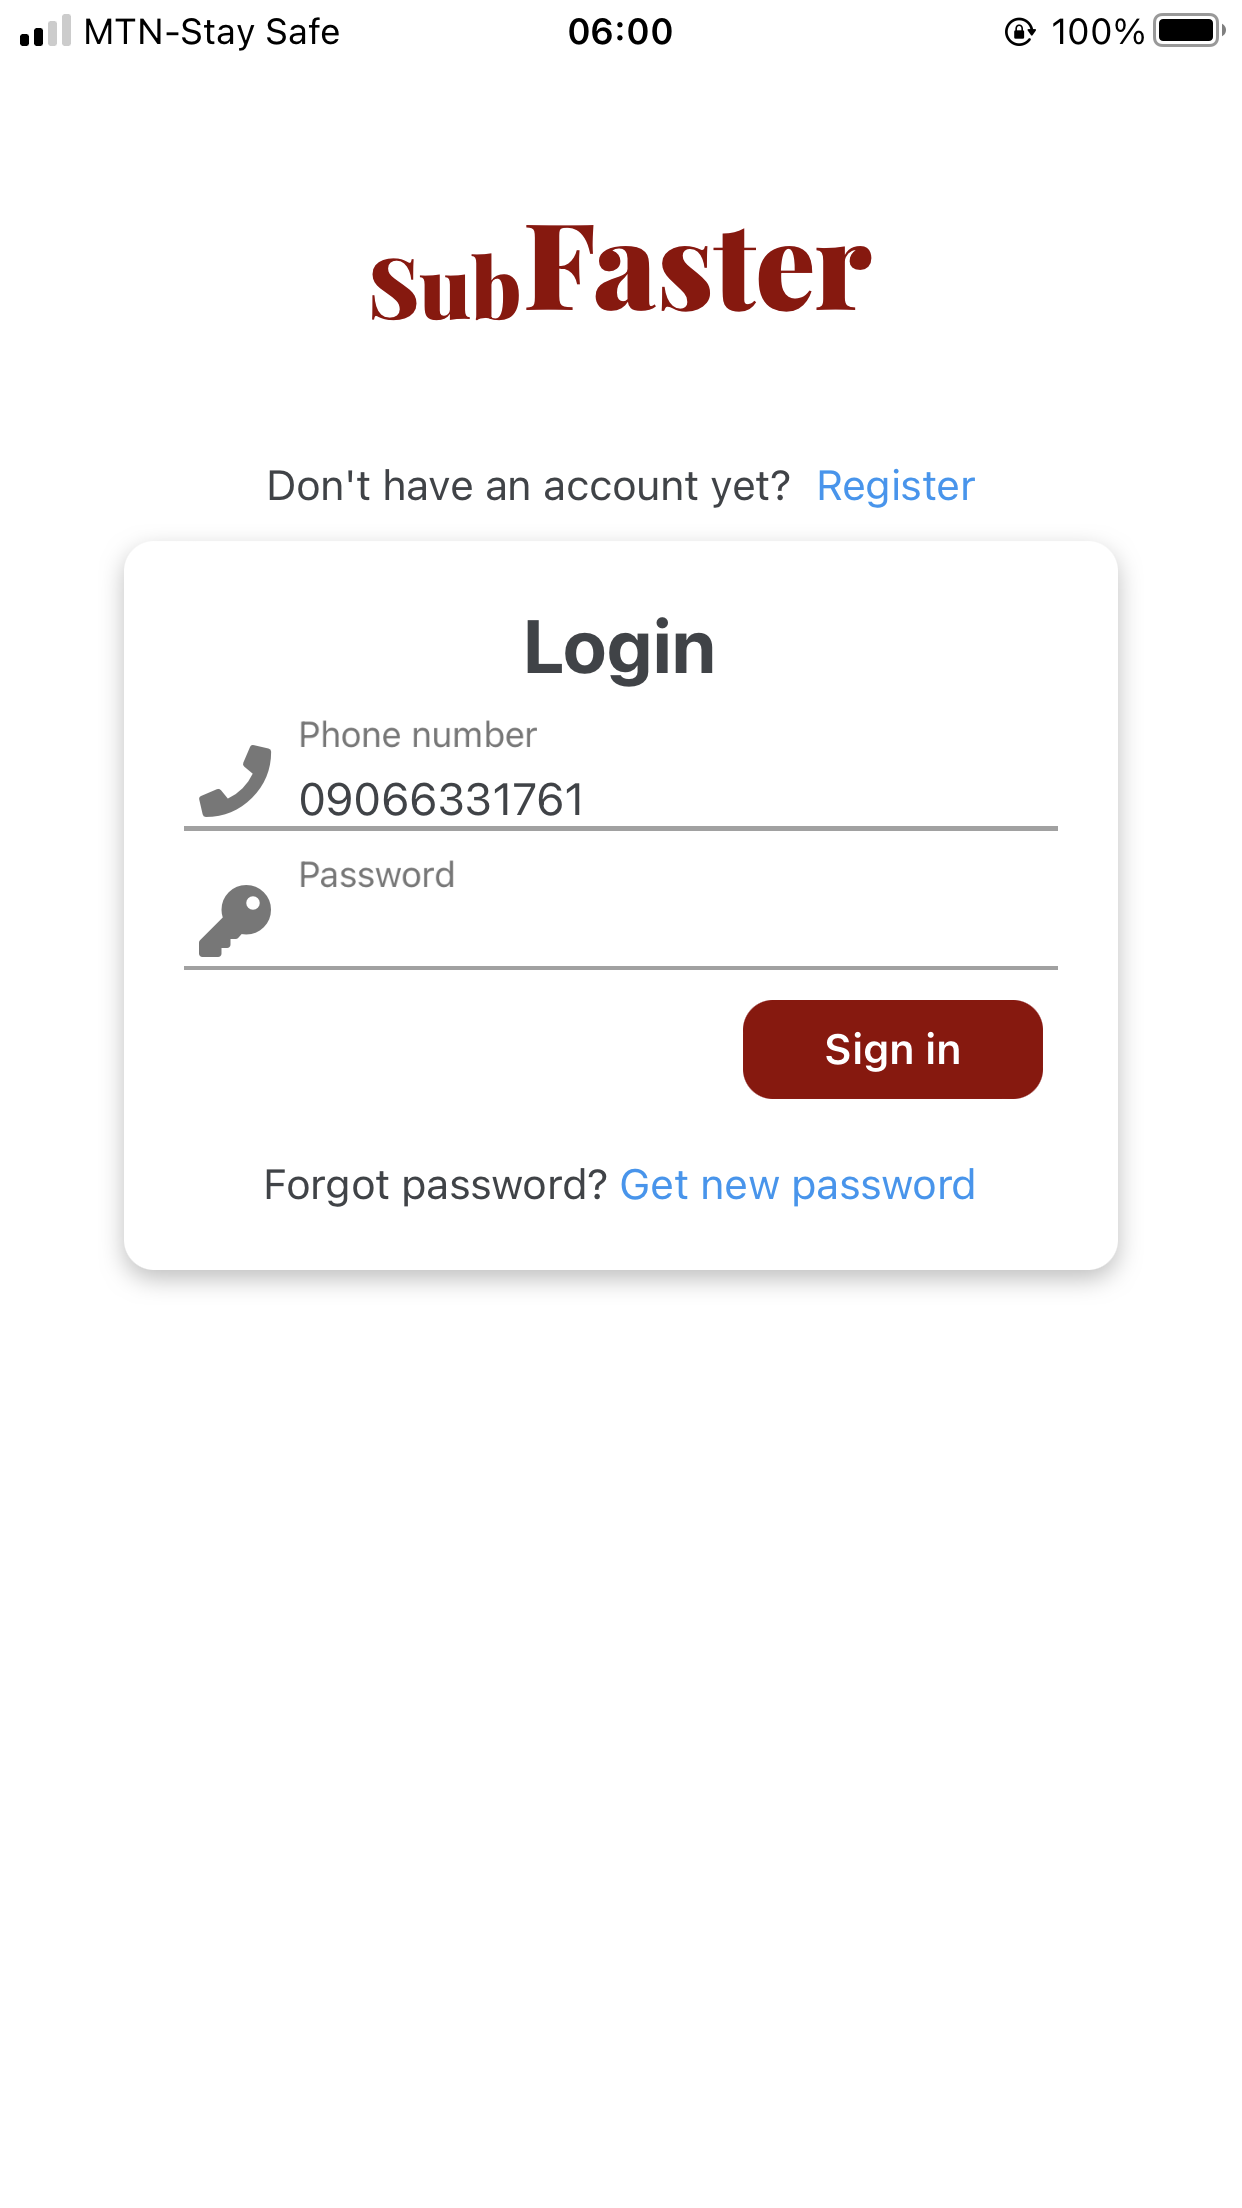 MTN-Stay Safe 06:00 100%
SubFaster
Don't have an account yet? Register
Login
Phone number
09066331761
Password
Sign in
Forgot password? Get new password